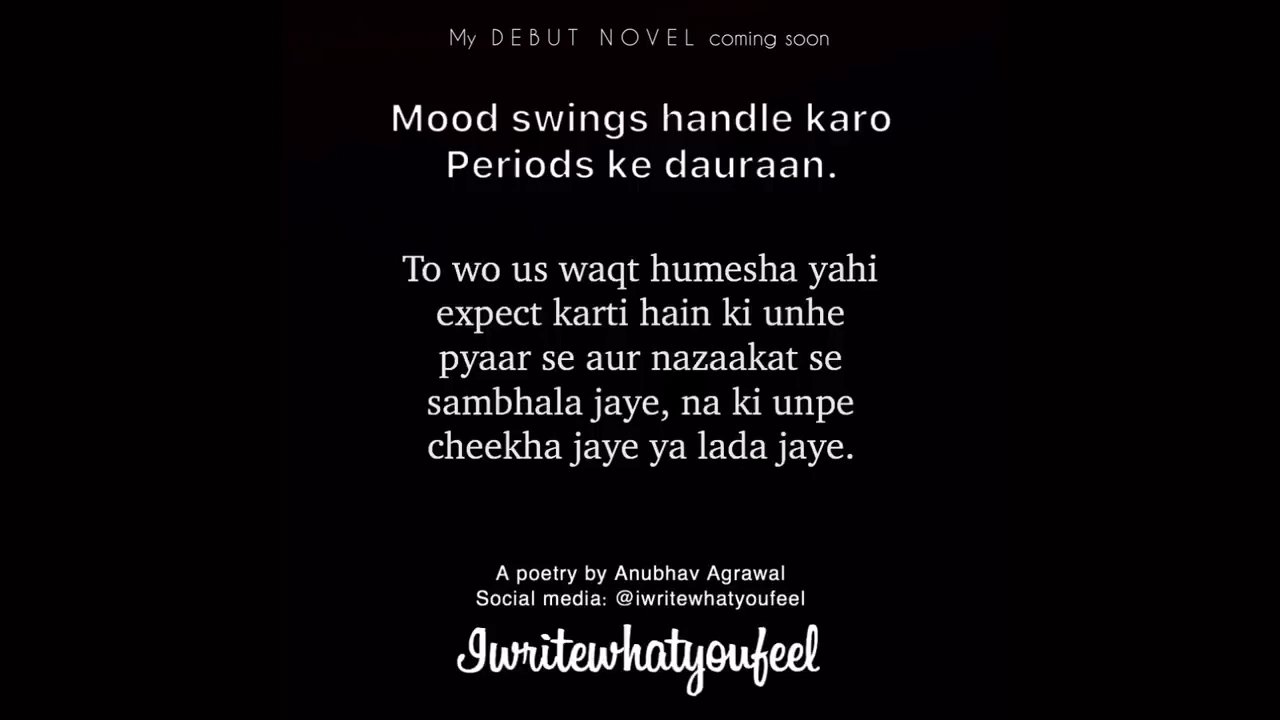 My DEBUT NOVEL coming soon
Mood swings handle karo
Periods ke dauraan.
To wo us waqt humesha yahi
expect karti hain ki unhe
pyaar se aur nazaakat se
sambhala jaye, na ki unpe
cheekha jaye ya lada jaye.
A poetry by Anubhav Agrawal
Social media: @iwritewhatyoufeel
Iwritewhatyoufeel